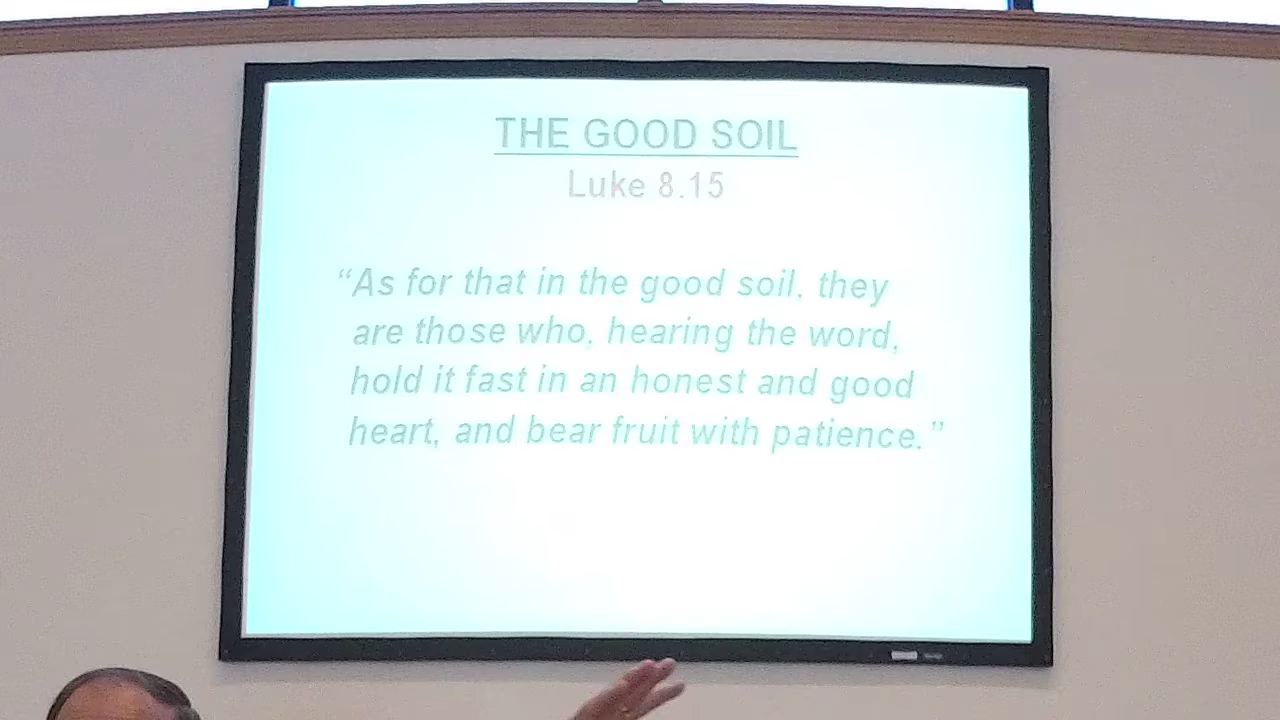 THE GOOD SOIL
Luke 8.15
“As for that in the good soil, they
are those who, hearing the word,
hold it fast in an honest and good
heart, and bear fruit with patience.”